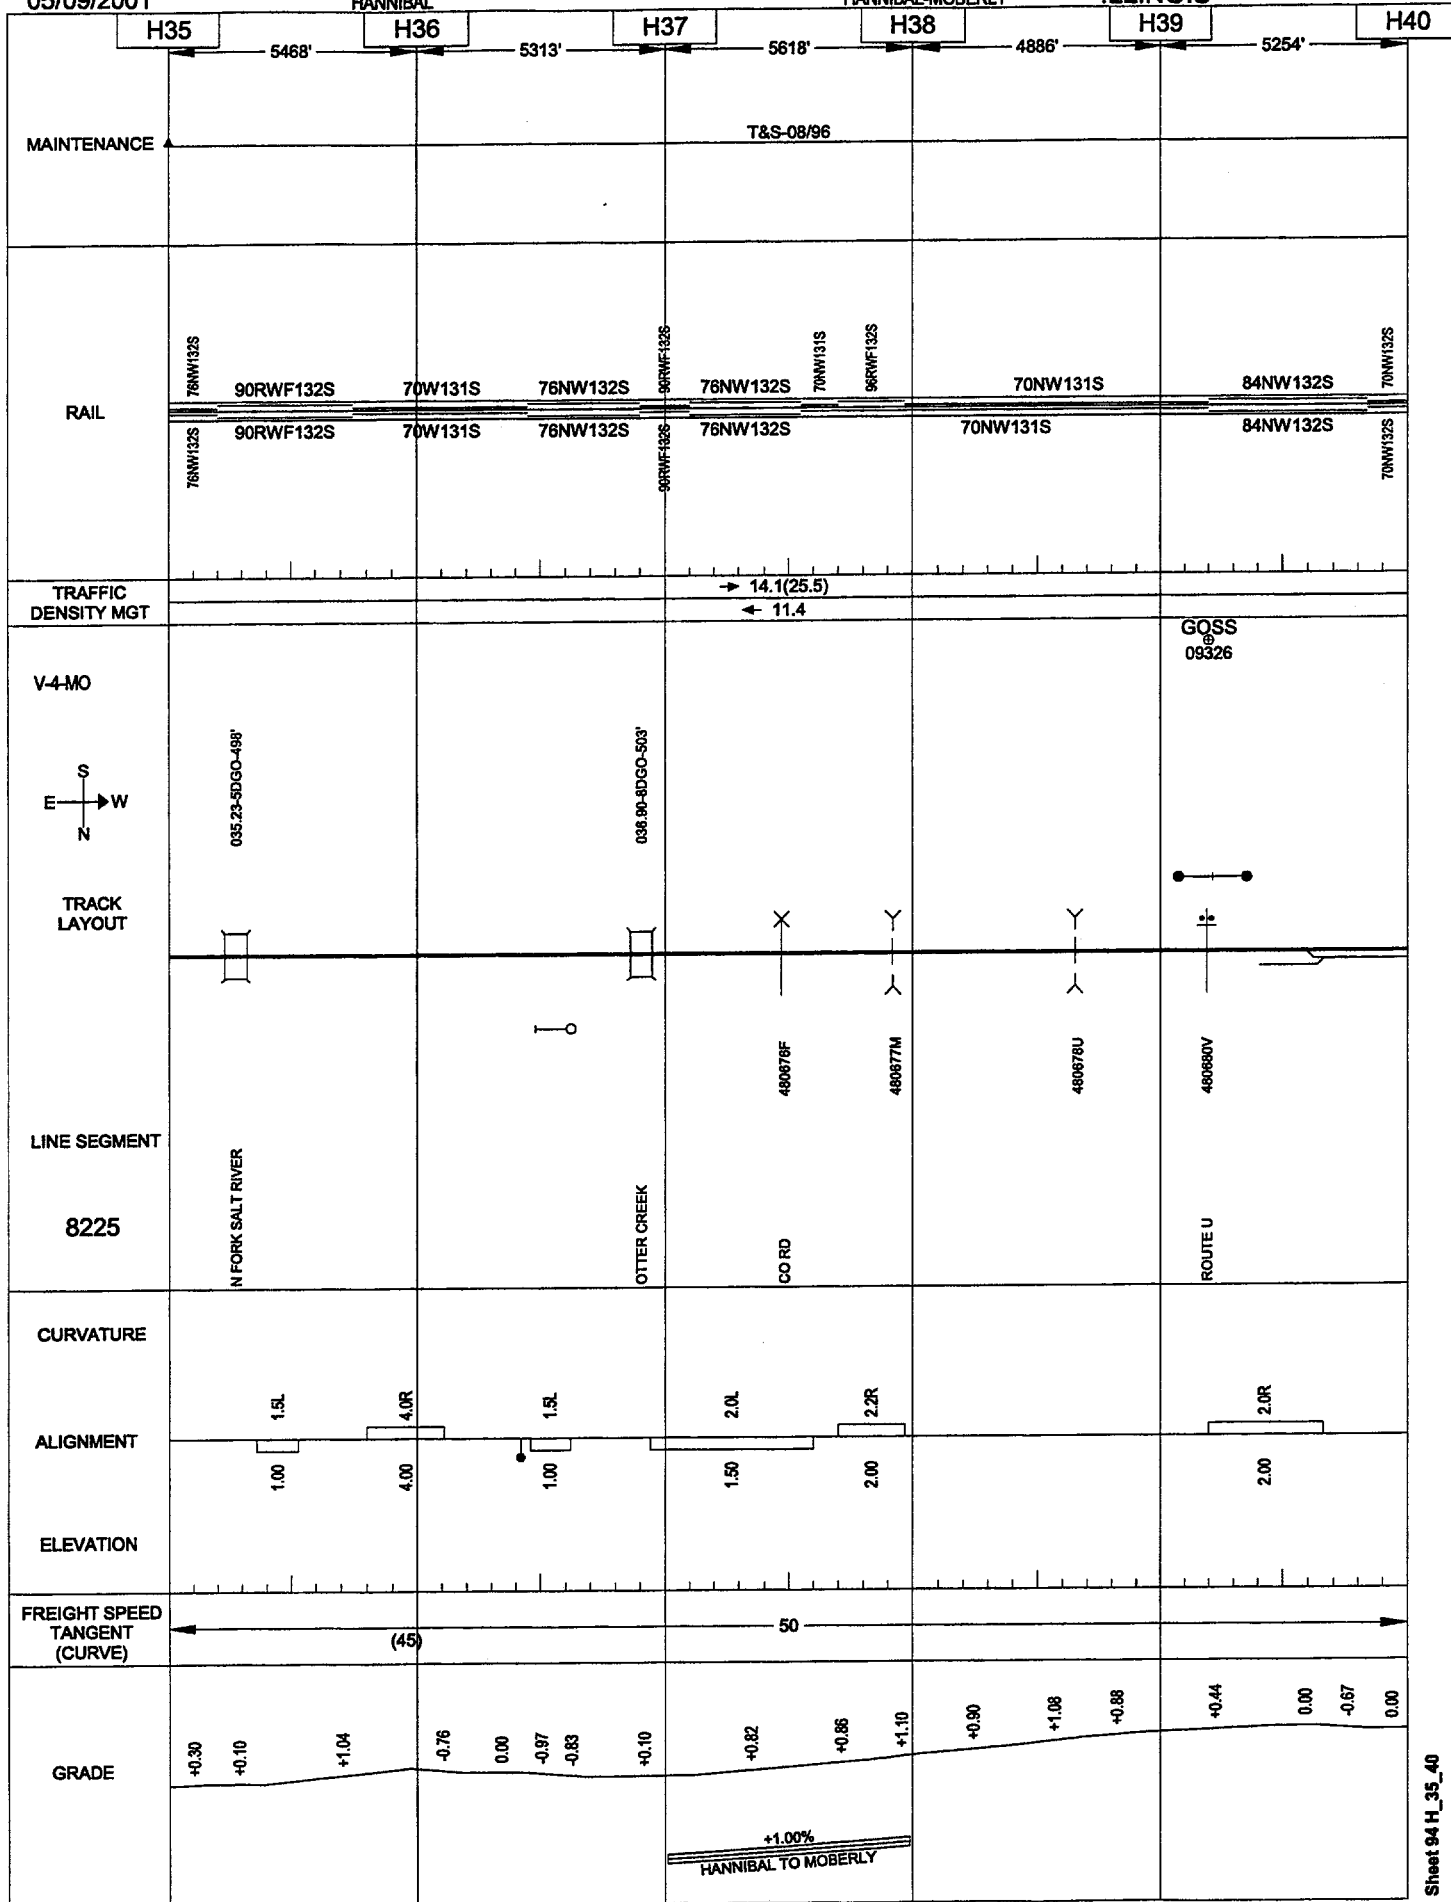 05/09/2001 HANNIBAL HANNIBAL-MOBERLY ILLINOIS
H35 H36 H37 H38 H39 H40
5468' 5313' 5618' 4886' 5254'
MAINTENANCE T&S-08/96
76NW132S 90RWF132S 70W131S 76NW132S 90RWF132S 76NW132S 70NW131S 96RWF132S 70NW131S 84NW132S 70NW132S
RAIL
76NW132S 90RWF132S 70W131S 76NW132S 90RWF132S 76NW132S 70NW131S 84NW132S 70NW132S
TRAFFIC
DENSITY MGT
14.1(25.5)
11.4
GOSS
09326
V-4-MO
035.23-5DGO-498' 036.90-8DGO-503'
S
E W
N
TRACK
LAYOUT
480676F 480677M 480678U 480680V
LINE SEGMENT
8225
N FORK SALT RIVER OTTER CREEK CO RD ROUTE U
CURVATURE
1.5L 4.0R 1.5L 2.0L 2.2R 2.0R
ALIGNMENT
1.00 4.00 1.00 1.50 2.00 2.00
ELEVATION
FREIGHT SPEED
TANGENT
(CURVE)
(45) 50
+0.30 +0.10 +1.04 -0.76 0.00 -0.97 -0.83 +0.10 +0.82 +0.86 +1.10 +0.90 +1.08 +0.88 +0.44 0.00 -0.67 0.00
GRADE
+1.00%
HANNIBAL TO MOBERLY
Sheet 94 H_35_40